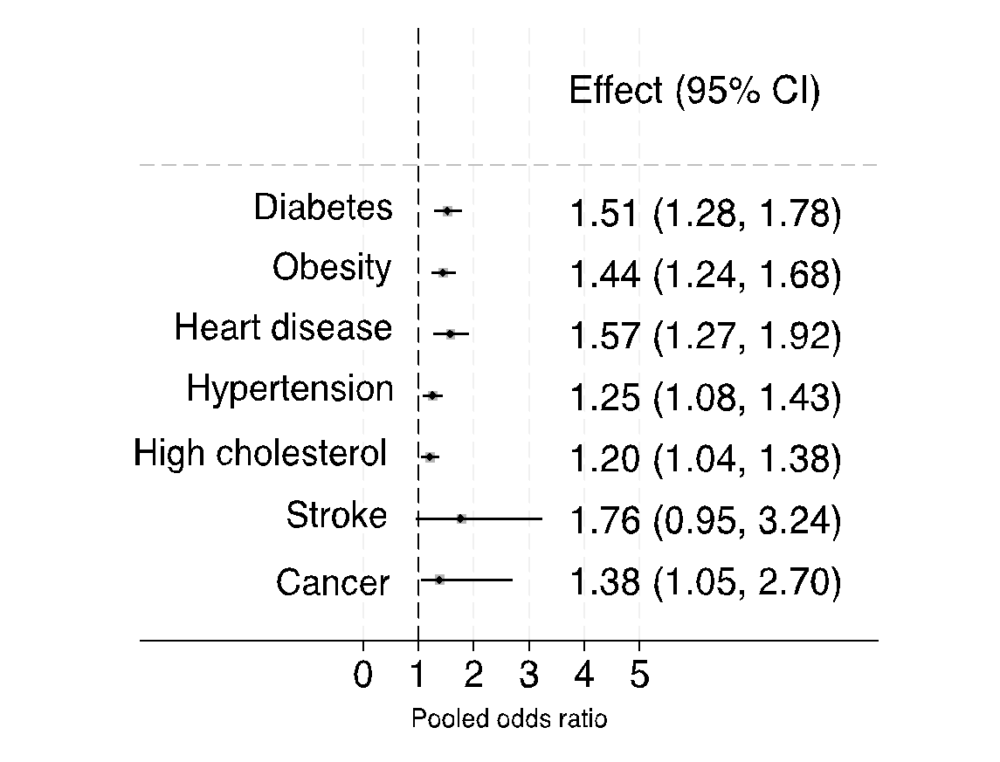 Effect (95% CI)
Diabetes 1.51 (1.28, 1.78)
Obesity 1.44 (1.24, 1.68)
Heart disease 1.57 (1.27, 1.92)
Hypertension 1.25 (1.08, 1.43)
High cholesterol 1.20 (1.04, 1.38)
Stroke 1.76 (0.95, 3.24)
Cancer 1.38 (1.05, 2.70)
0 1 2 3 4 5
Pooled odds ratio